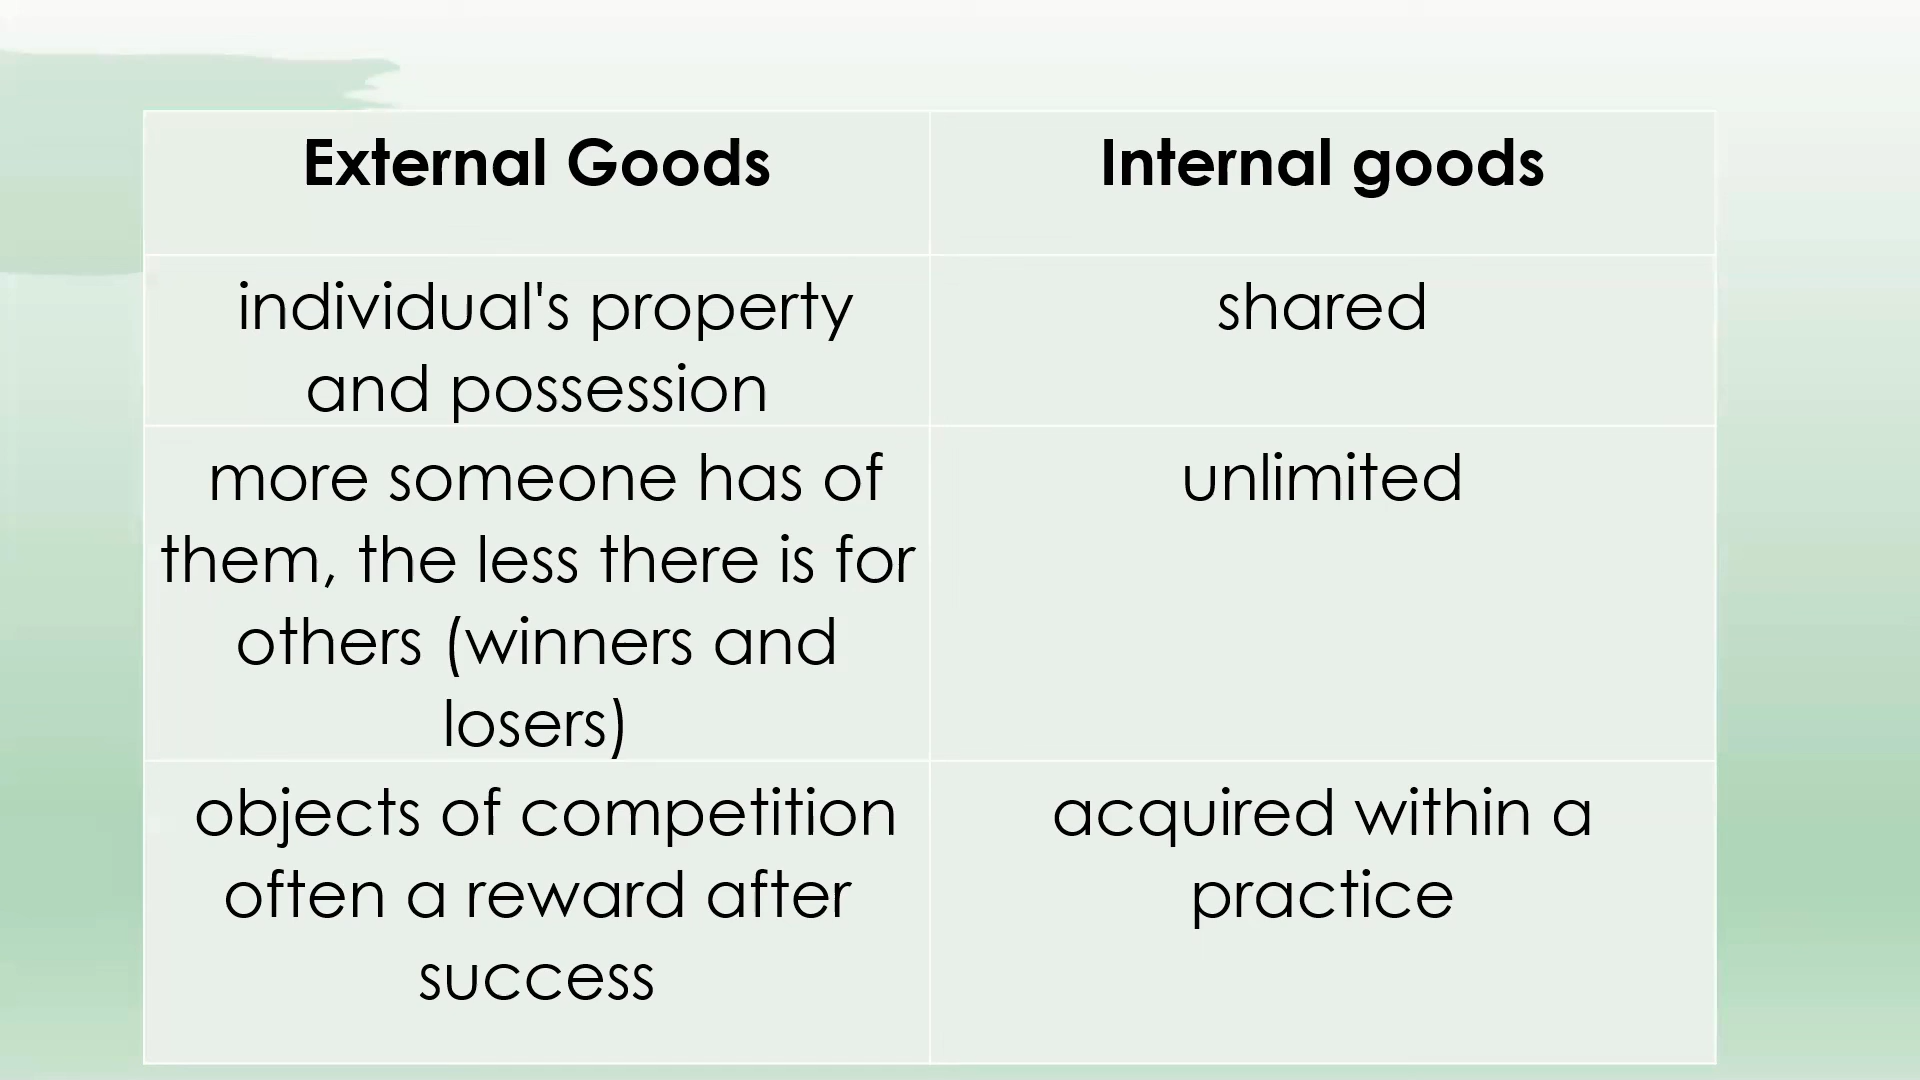 External Goods
Internal goods
individual's property
and possession
shared
more someone has of
them, the less there is for
others (winners and
losers)
unlimited
objects of competition
often a reward after
success
acquired within a
practice